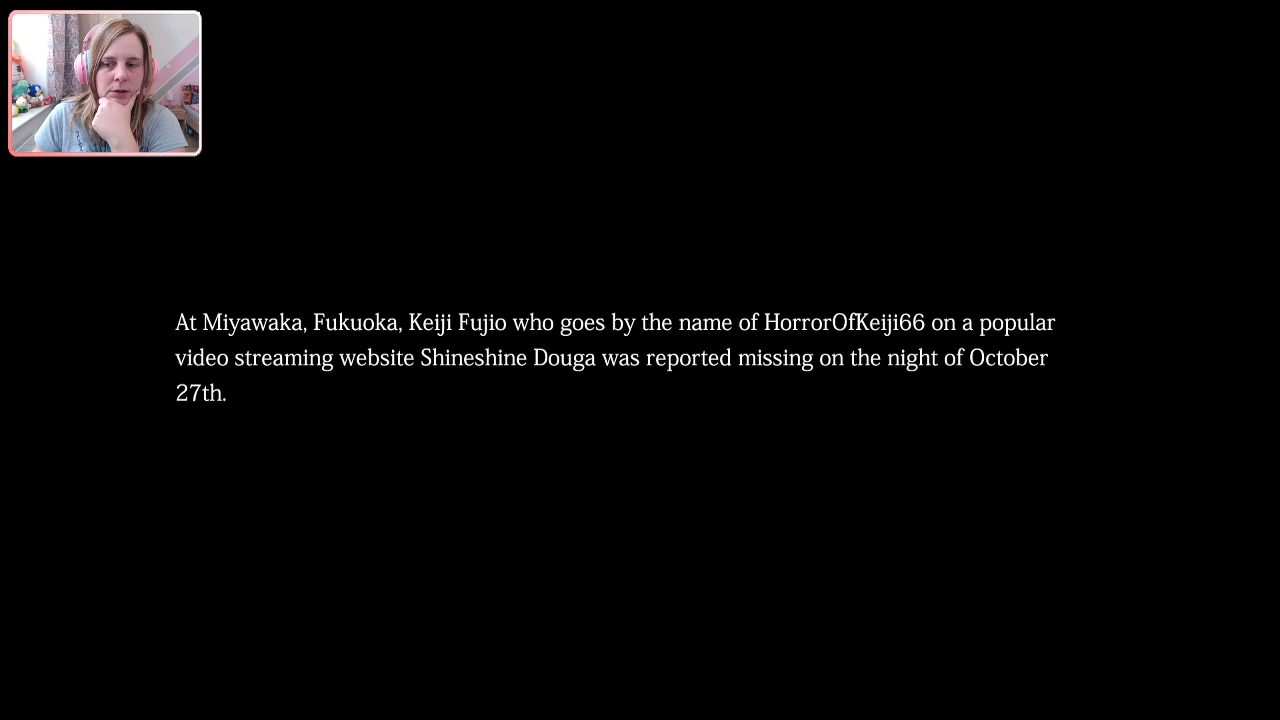 At Miyawaka, Fukuoka, Keiji Fujio who goes by the name of HorrorOfKeiji66 on a popular
video streaming website Shineshine Douga was reported missing on the night of October
27th.